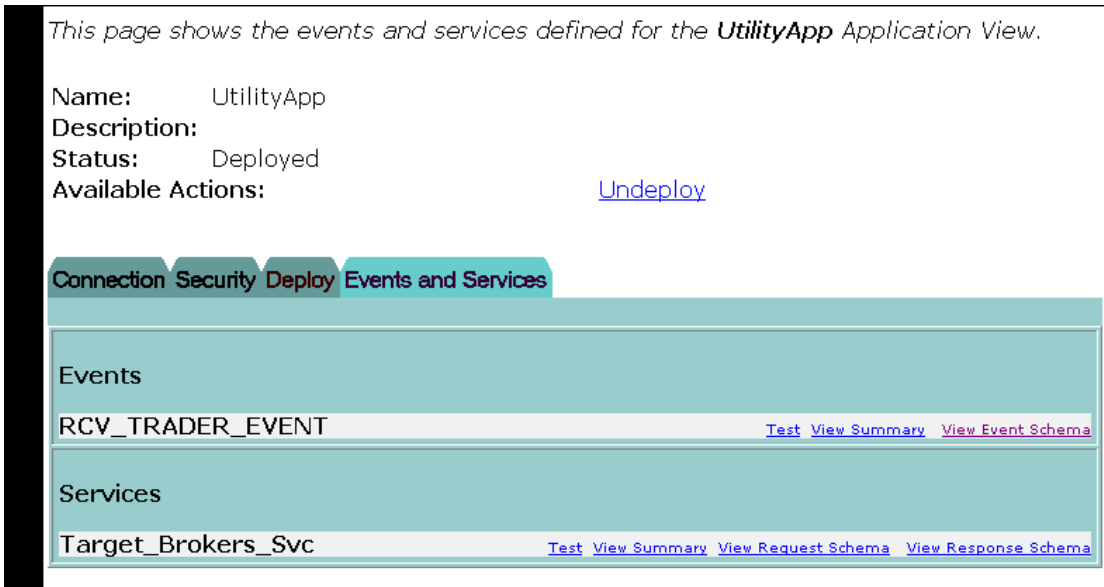 This page shows the events and services defined for the UtilityApp Application View.
Name: UtilityApp
Description:
Status: Deployed
Available Actions: Undeploy
Connection Security Deploy Events and Services
Events
RCV_TRADER_EVENT Test View Summary View Event Schema
Services
Target_Brokers_Svc Test View Summary View Request Schema View Response Schema